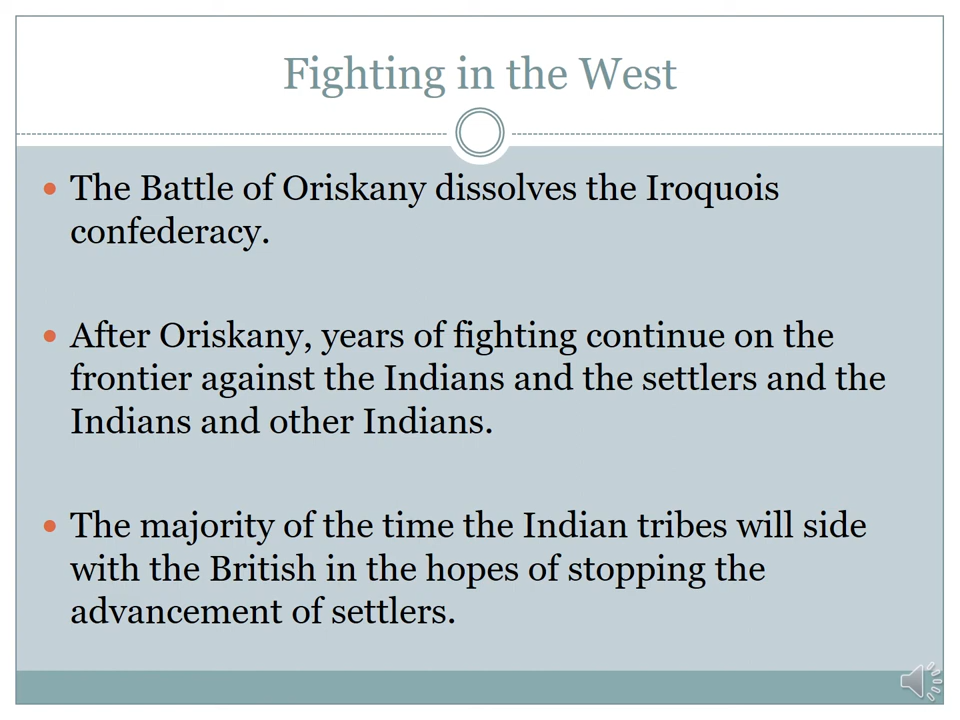 Fighting in the West
The Battle of Oriskany dissolves the Iroquois
confederacy.
After Oriskany, years of fighting continue on the
frontier against the Indians and the settlers and the
Indians and other Indians.
The majority of the time the Indian tribes will side
with the British in the hopes of stopping the
advancement of settlers.